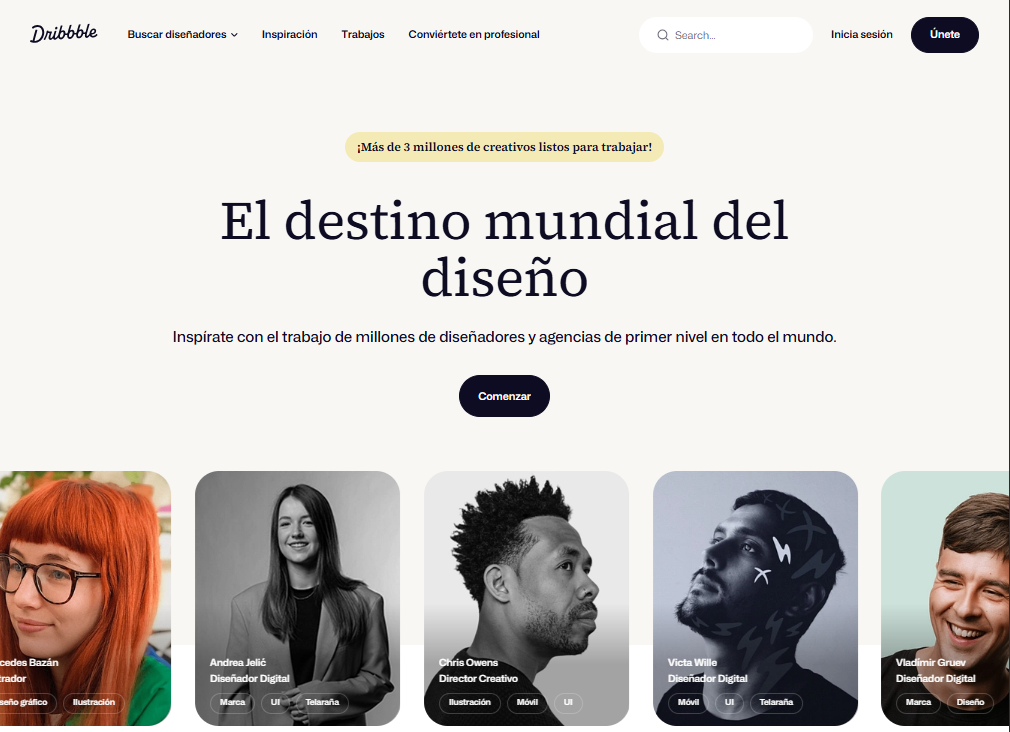 Dribbble
Buscar diseñadores
Inspiración
Trabajos
Conviértete en profesional
Search...
Inicia sesión
Únete
¡Más de 3 millones de creativos listos para trabajar!
El destino mundial del
diseño
Inspírate con el trabajo de millones de diseñadores y agencias de primer nivel en todo el mundo.
Comenzar
cedes Bazán
trador
seño gráfico
Ilustración
Andrea Jelić
Diseñador Digital
Marca
UI
Telaraña
Chris Owens
Director Creativo
Ilustración
Móvil
UI
Victa Wille
Diseñador Digital
Móvil
UI
Telaraña
Vladimir Gruev
Diseñador Digital
Marca
Diseño